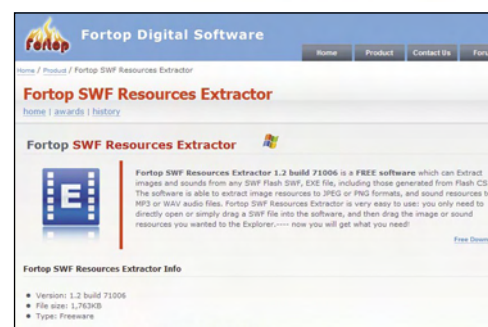 Fortop
Fortop Digital Software
Home Product Contact Us
Home / Product / Fortop SWF Resources Extractor
Fortop SWF Resources Extractor
home | awards | history
Fortop SWF Resources Extractor
Fortop SWF Resources Extractor 1.2 build 71006 is a FREE software which can Extract
images and sounds from any SWF Flash SWF, EXE file, including those generated from Flash CS
The software is able to extract image resources to JPEG or PNG formats, and sound resources to
MP3 or WAV audio files. Fortop SWF Resources Extractor is very easy to use: you only need to
directly open or simply drag a SWF file into the software, and then drag the image or sound
resources you wanted to the Explorer.---- now you will get what you need!
Free Down
E
Fortop SWF Resources Extractor Info
Version: 1.2 build 71006
File size: 1,763KB
Type: Freeware